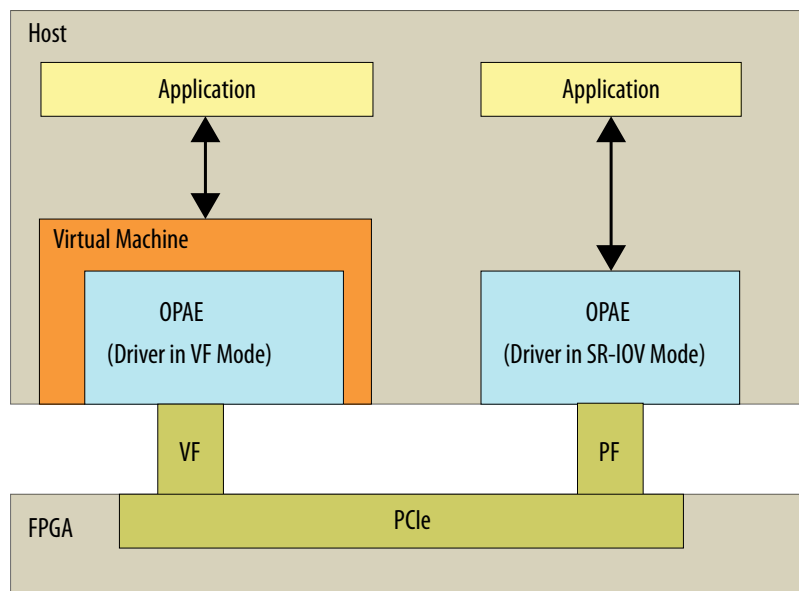 Host
Application
Application
Virtual Machine
OPAE
(Driver in VF Mode)
OPAE
(Driver in SR-IOV Mode)
VF
PF
FPGA
PCIe